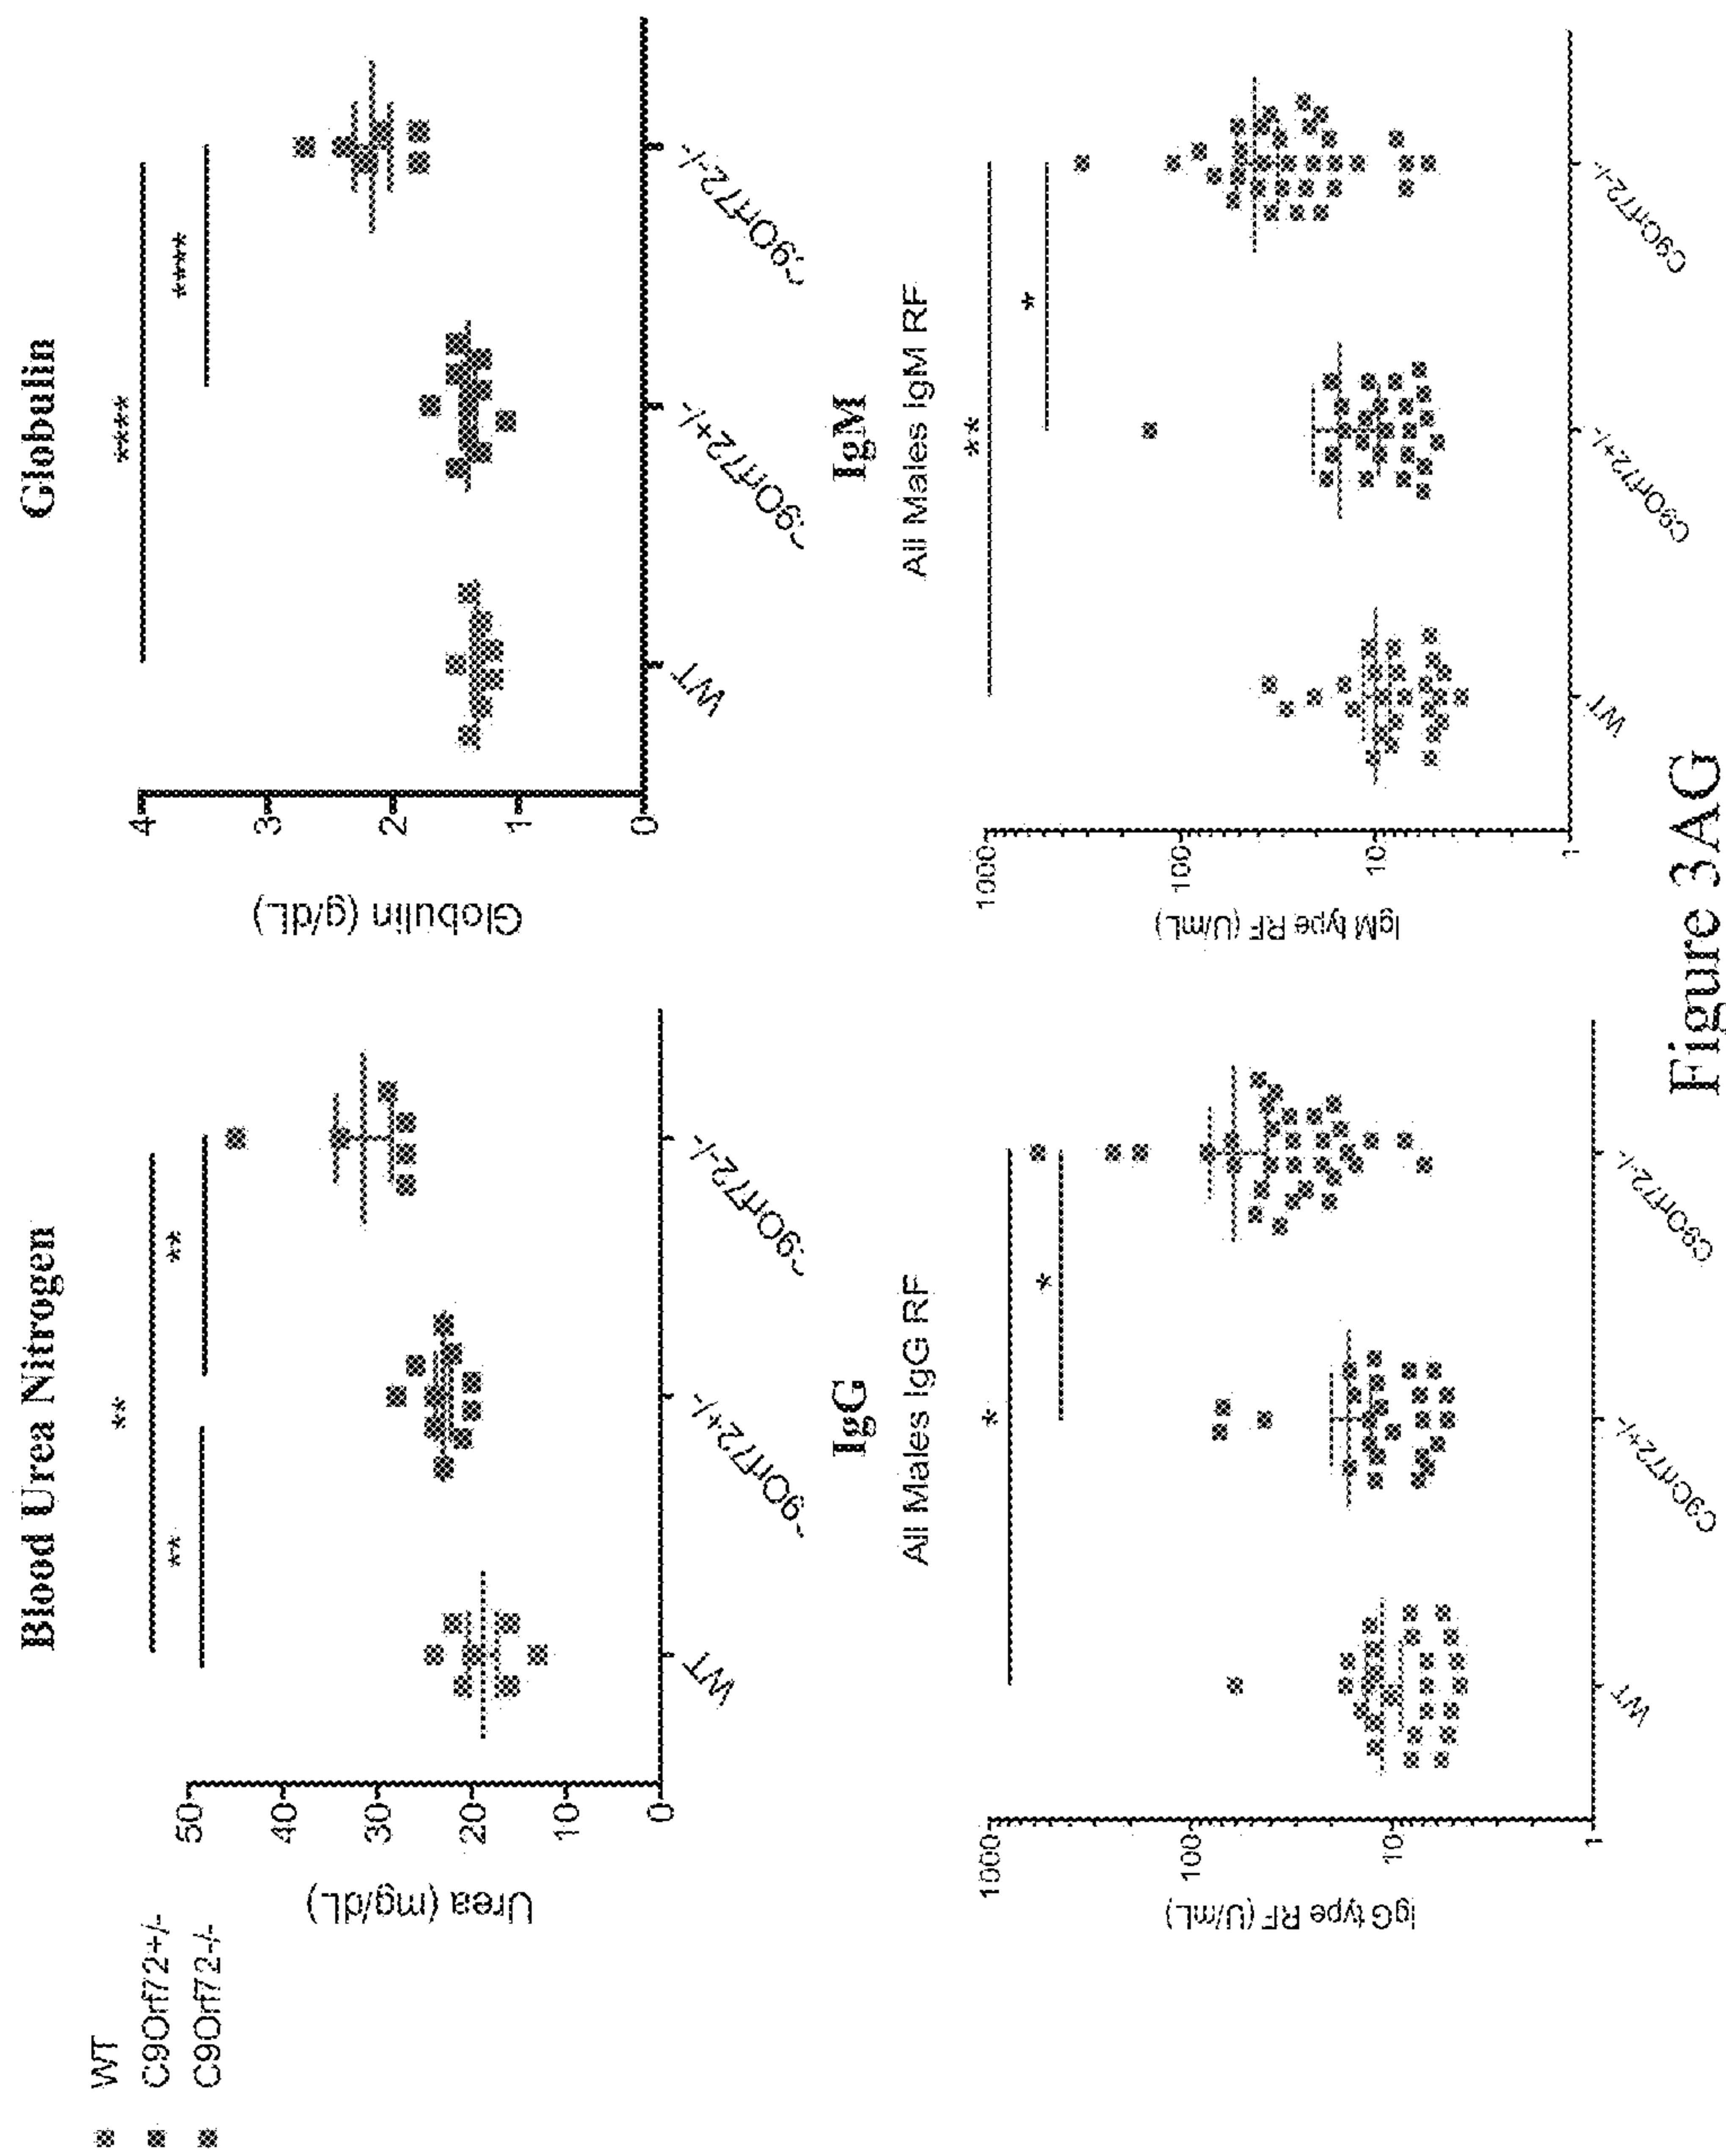 WT
C9Orf72+/-
C9Orf72-/-
Blood Urea Nitrogen
Urea (mg/dL)
50
40
30
20
10
0
**
**
**
WT
C9Orf72+/-
C9Orf72-/-
Globulin
Globulin (g/dL)
4
3
2
1
0
****
****
WT
C9Orf72+/-
C9Orf72-/-
IgG
All Males IgG RF
IgG type RF (U/mL)
1000
100
10
1
*
*
WT
C9Orf72+/-
C9Orf72-/-
IgM
All Males IgM RF
IgM type RF (U/mL)
1000
100
10
1
**
*
WT
C9Orf72+/-
C9Orf72-/-
Figure 3AG